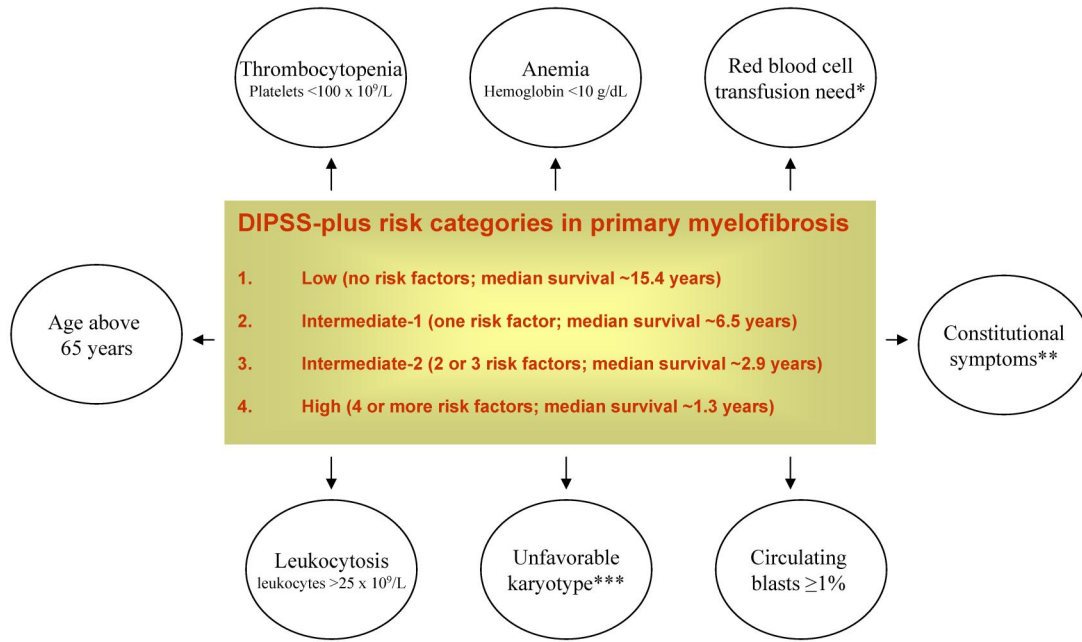 Thrombocytopenia
Platelets <100 x 10⁹/L
Anemia
Hemoglobin <10 g/dL
Red blood cell
transfusion need*
DIPSS-plus risk categories in primary myelofibrosis
1. Low (no risk factors; median survival ~15.4 years)
2. Intermediate-1 (one risk factor; median survival ~6.5 years)
3. Intermediate-2 (2 or 3 risk factors; median survival ~2.9 years)
4. High (4 or more risk factors; median survival ~1.3 years)
Age above
65 years
Constitutional
symptoms**
Leukocytosis
leukocytes >25 x 10⁹/L
Unfavorable
karyotype***
Circulating
blasts ≥1%